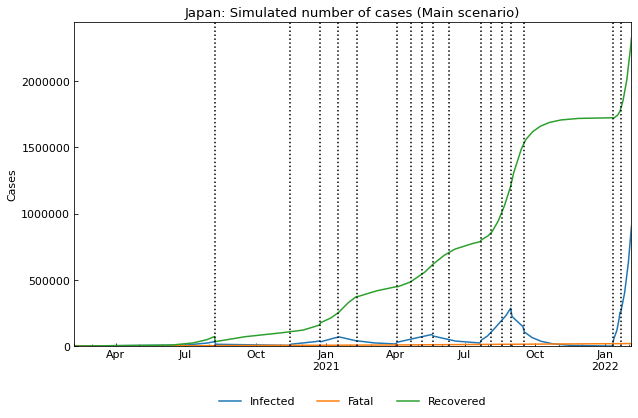 Japan: Simulated number of cases (Main scenario)
Cases
2000000
1500000
1000000
500000
0
Apr Jul Oct Jan Apr Jul Oct Jan
2021 2022
Infected Fatal Recovered